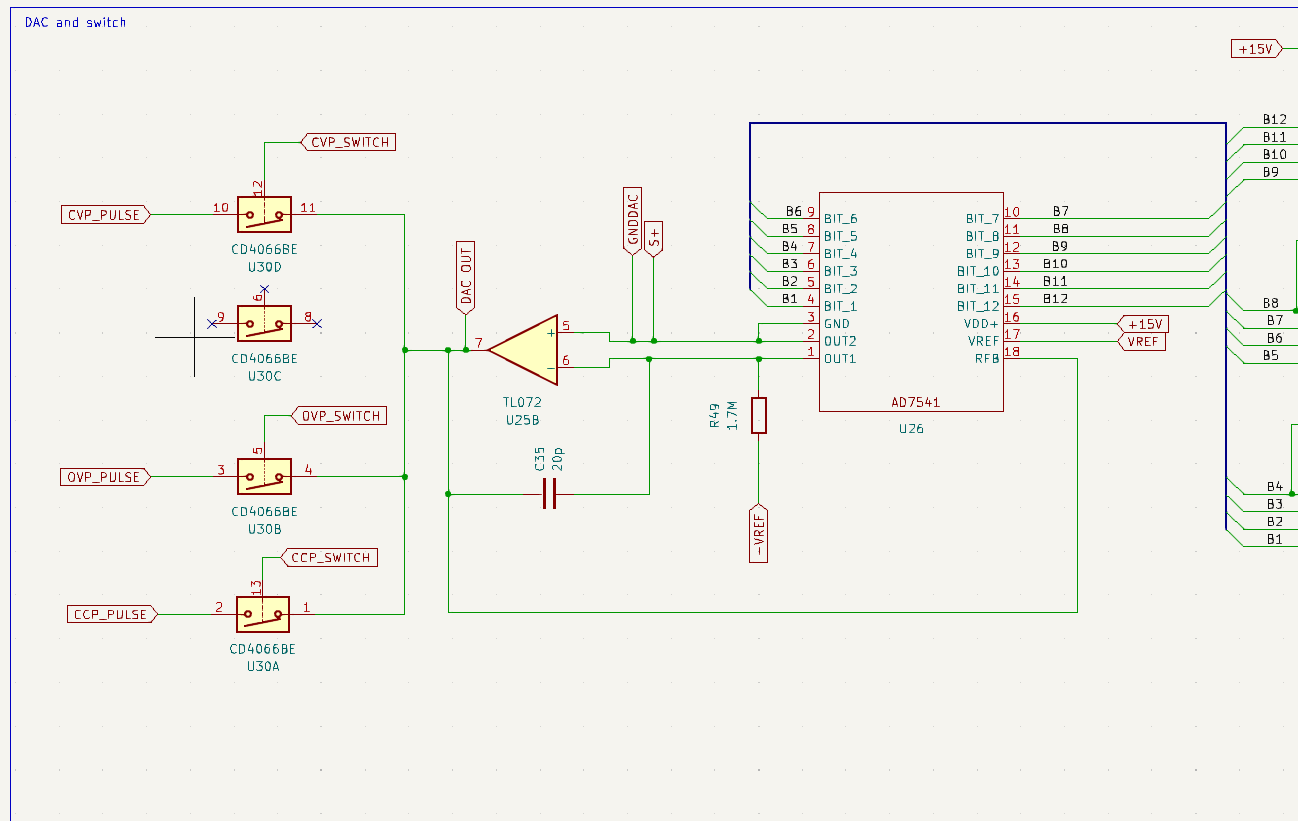 DAC and switch
+15V
CVP_SWITCH
12
CVP_PULSE
10
11
CD4066BE
U30D
6
9
8
CD4066BE
U30C
OVP_SWITCH
5
OVP_PULSE
3
4
CD4066BE
U30B
CCP_SWITCH
13
CCP_PULSE
2
1
CD4066BE
U30A
DAC OUT
7
5
+
6
-
TL072
U25B
GNDDAC
S+
C35
20p
R49
1.7M
-VREF
B6 9 BIT_6
B5 8 BIT_5
B4 7 BIT_4
B3 6 BIT_3
B2 5 BIT_2
B1 4 BIT_1
3 GND
2 OUT2
1 OUT1
BIT_7 10 B7
BIT_8 11 B8
BIT_9 12 B9
BIT_10 13 B10
BIT_11 14 B11
BIT_12 15 B12
VDD+ 16 +15V
VREF 17 VREF
RFB 18
AD7541
U26
B12
B11
B10
B9
B8
B7
B6
B5
B4
B3
B2
B1